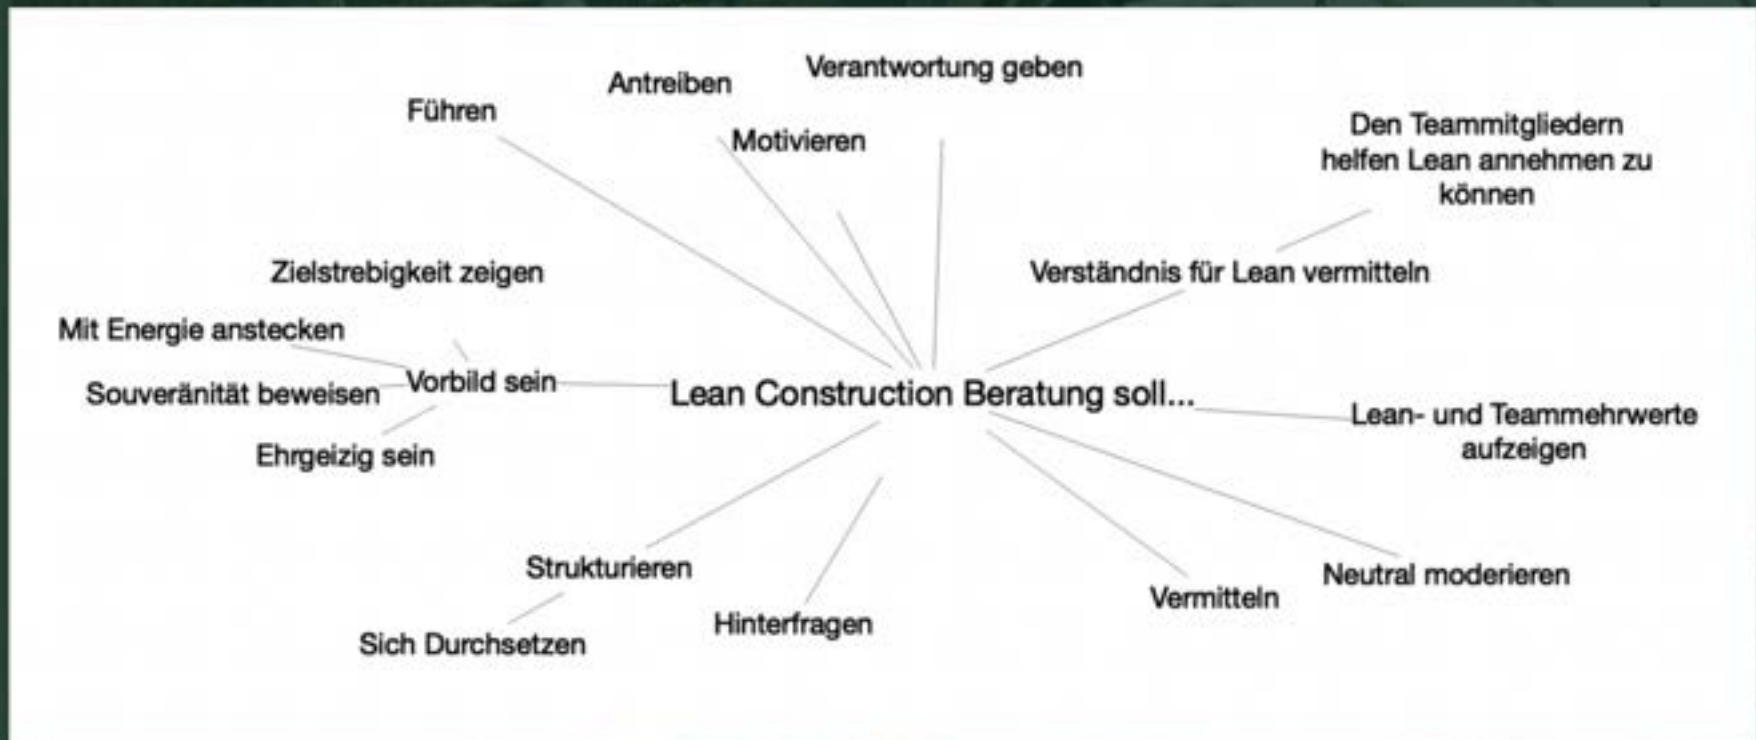 Verantwortung geben
Antreiben
Führen
Motivieren
Den Teammitgliedern
helfen Lean annehmen zu
können
Zielstrebigkeit zeigen
Verständnis für Lean vermitteln
Mit Energie anstecken
Vorbild sein
Souveränität beweisen
Lean Construction Beratung soll...
Lean- und Teammehrwerte
aufzeigen
Ehrgeizig sein
Strukturieren
Neutral moderieren
Vermitteln
Hinterfragen
Sich Durchsetzen